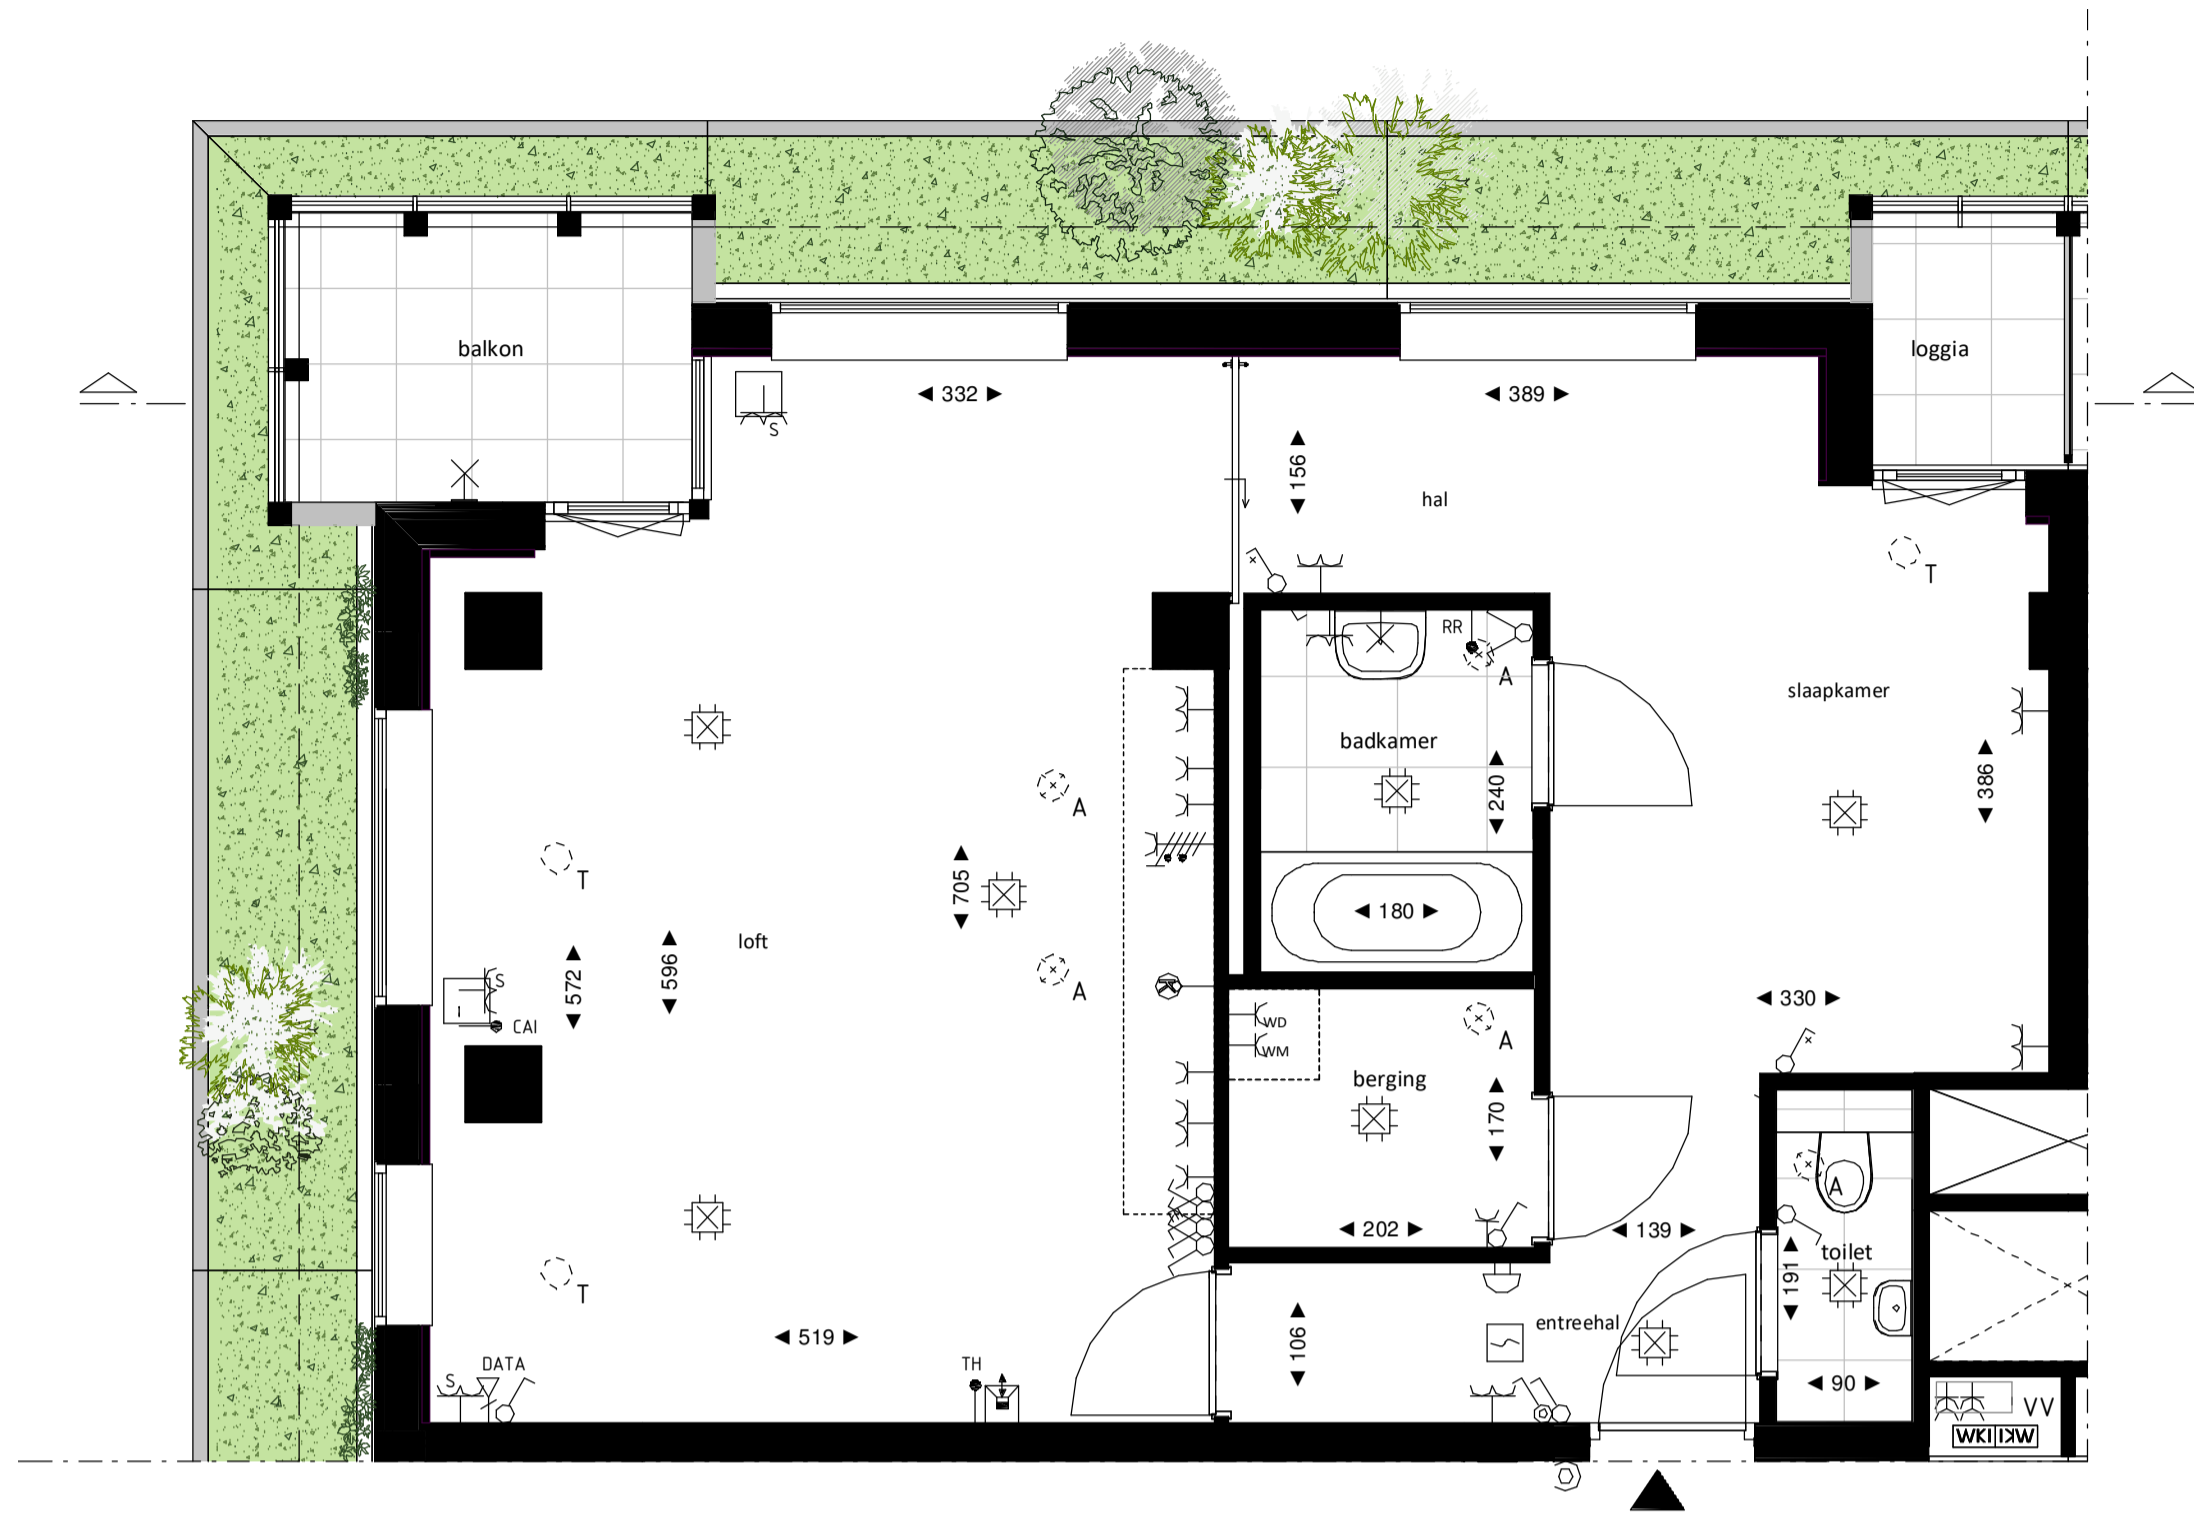 balkon
loggia
◄ 332 ►
◄ 389 ►
S
◄ 156 ►
hal
T
RR
A
slaapkamer
badkamer
◄ 240 ►
◄ 386 ►
A
T
◄ 705 ►
◄ 180 ►
loft
◄ 572 ►
◄ 596 ►
S
A
K
◄ 330 ►
CAI
WD
WM
A
berging
◄ 170 ►
A
◄ 202 ►
◄ 139 ►
toilet
◄ 191 ►
T
◄ 519 ►
◄ 106 ►
entreehal
DATA
S
TH
◄ 90 ►
VV
WKI WKI